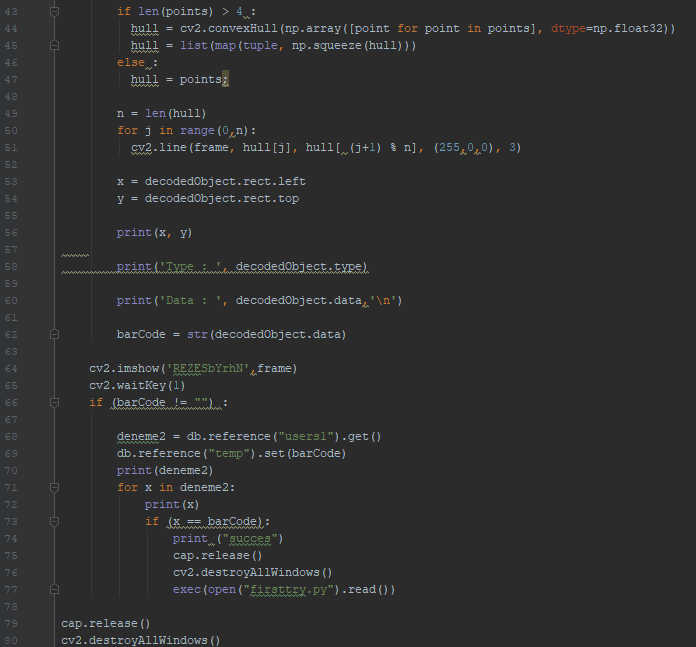 43 if len(points) > 4 :
44 hull = cv2.convexHull(np.array([point for point in points], dtype=np.float32))
45 hull = list(map(tuple, np.squeeze(hull)))
46 else :
47 hull = points;
48
49 n = len(hull)
50 for j in range(0,n):
51 cv2.line(frame, hull[j], hull[ (j+1) % n], (255,0,0), 3)
52
53 x = decodedObject.rect.left
54 y = decodedObject.rect.top
55
56 print(x, y)
57
58 print('Type : ', decodedObject.type)
59
60 print('Data : ', decodedObject.data,'\n')
61
62 barCode = str(decodedObject.data)
63
64 cv2.imshow('REZESbYrhN',frame)
65 cv2.waitKey(1)
66 if (barCode != "") :
67
68 deneme2 = db.reference("users1").get()
69 db.reference("temp").set(barCode)
70 print(deneme2)
71 for x in deneme2:
72 print(x)
73 if (x == barCode):
74 print ("succes")
75 cap.release()
76 cv2.destroyAllWindows()
77 exec(open("firsttry.py").read())
78
79 cap.release()
80 cv2.destroyAllWindows()